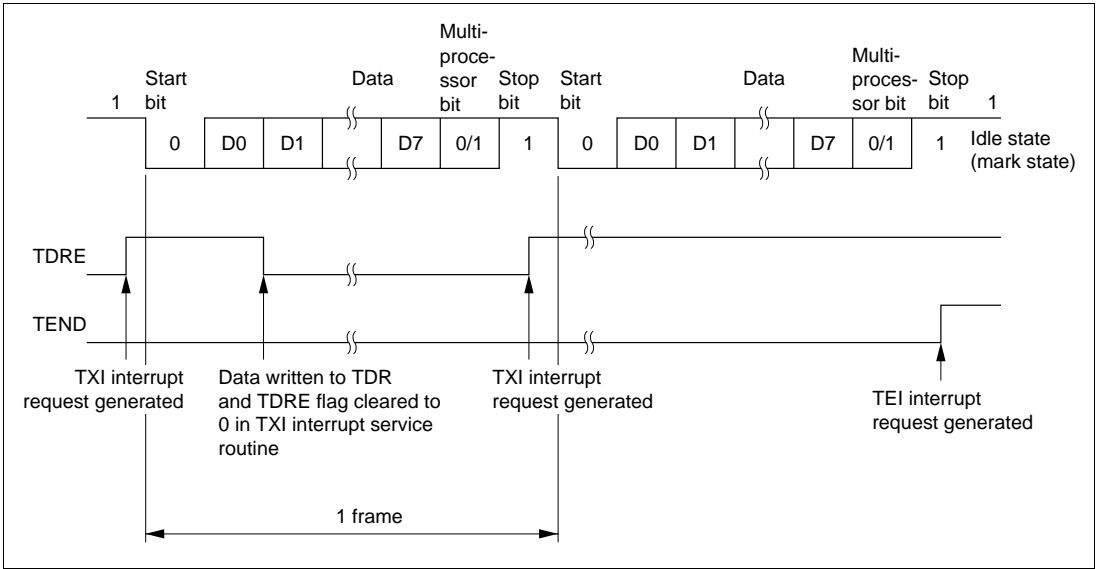 Multi-
proce-
ssor
bit
Start
bit
Data
Stop
bit
Start
bit
Data
Multi-
proces-
sor bit
Stop
bit
1
1
0 D0 D1 D7 0/1 1 0 D0 D1 D7 0/1 1
Idle state
(mark state)
TDRE
TEND
TXI interrupt
request generated
Data written to TDR
and TDRE flag cleared to
0 in TXI interrupt service
routine
TXI interrupt
request generated
TEI interrupt
request generated
1 frame